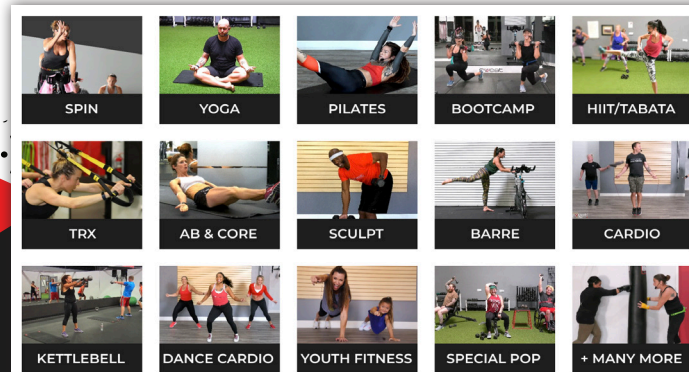 SPIN
YOGA
PILATES
BOOTCAMP
HIIT/TABATA
TRX
AB & CORE
SCULPT
BARRE
CARDIO
KETTLEBELL
DANCE CARDIO
YOUTH FITNESS
SPECIAL POP
+ MANY MORE